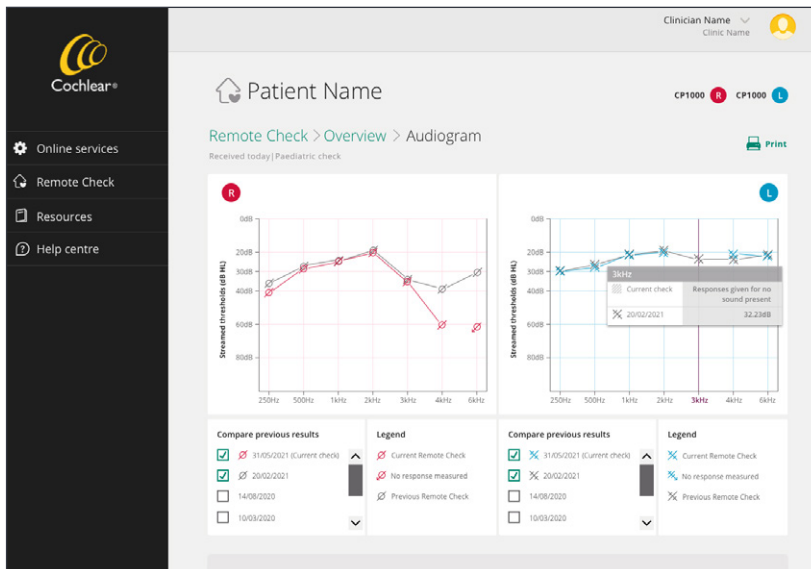 Clinician Name
Clinic Name
Cochlear®
Patient Name
CP1000 R CP1000 L
Online services
Remote Check
Resources
Help centre
Remote Check > Overview > Audiogram
Received today|Paediatric check
Print
R
Streamed thresholds (dB HL)
0dB
20dB
30dB
40dB
60dB
80dB
250Hz 500Hz 1kHz 2kHz 3kHz 4kHz 6kHz
L
Streamed thresholds (dB HL)
0dB
20dB
30dB
40dB
60dB
80dB
250Hz 500Hz 1kHz 2kHz 3kHz 4kHz 6kHz
3kHz
Current check Responses given for no
sound present
20/02/2021 32.23dB
Compare previous results
31/05/2021 (Current check)
20/02/2021
14/08/2020
10/03/2020
Legend
Current Remote Check
No response measured
Previous Remote Check
Compare previous results
31/05/2021 (Current check)
20/02/2021
14/08/2020
10/03/2020
Legend
Current Remote Check
No response measured
Previous Remote Check